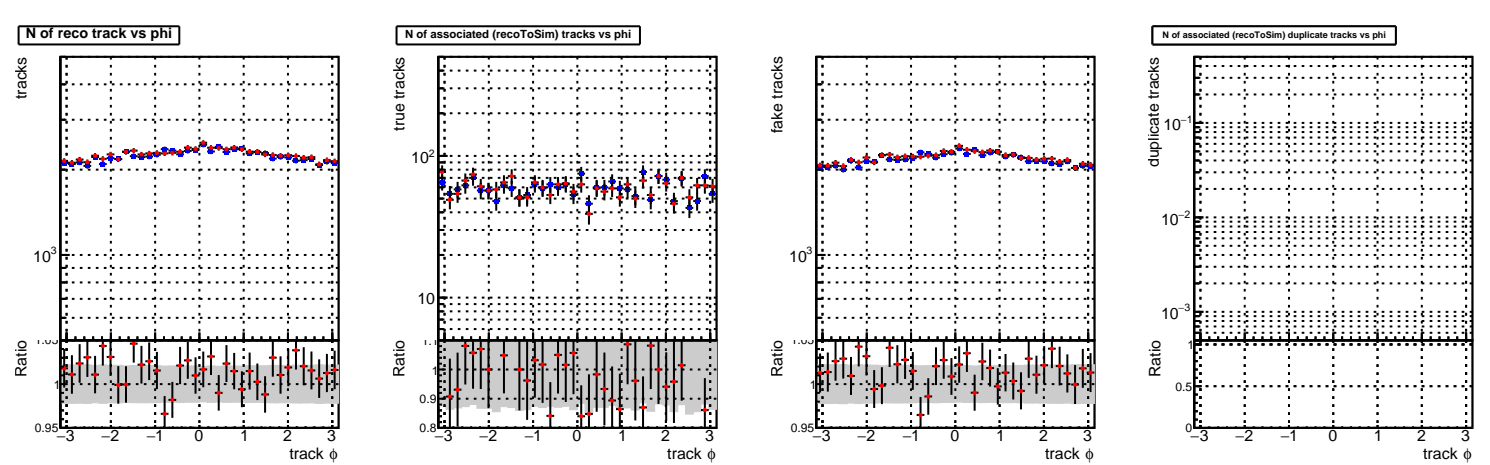 N of reco track vs phi
tracks
10³
Ratio
1.05
1
0.95
−3 −2 −1 0 1 2 3
track ϕ
N of associated (recoToSim) tracks vs phi
true tracks
10²
10
Ratio
1.1
1
0.9
0.8
−3 −2 −1 0 1 2 3
track ϕ
fake tracks
10³
Ratio
1.05
1
0.95
−3 −2 −1 0 1 2 3
track ϕ
N of associated (recoToSim) duplicate tracks vs phi
duplicate tracks
10⁻¹
10⁻²
10⁻³
Ratio
1
0.5
0
−3 −2 −1 0 1 2 3
track ϕ